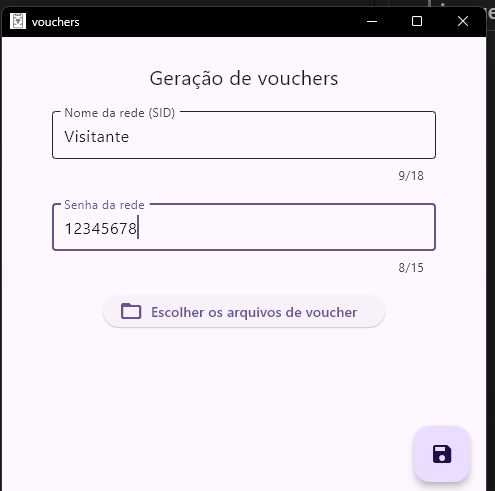 vouchers
Geração de vouchers
Nome da rede (SID)
Visitante
9/18
Senha da rede
12345678
8/15
Escolher os arquivos de voucher